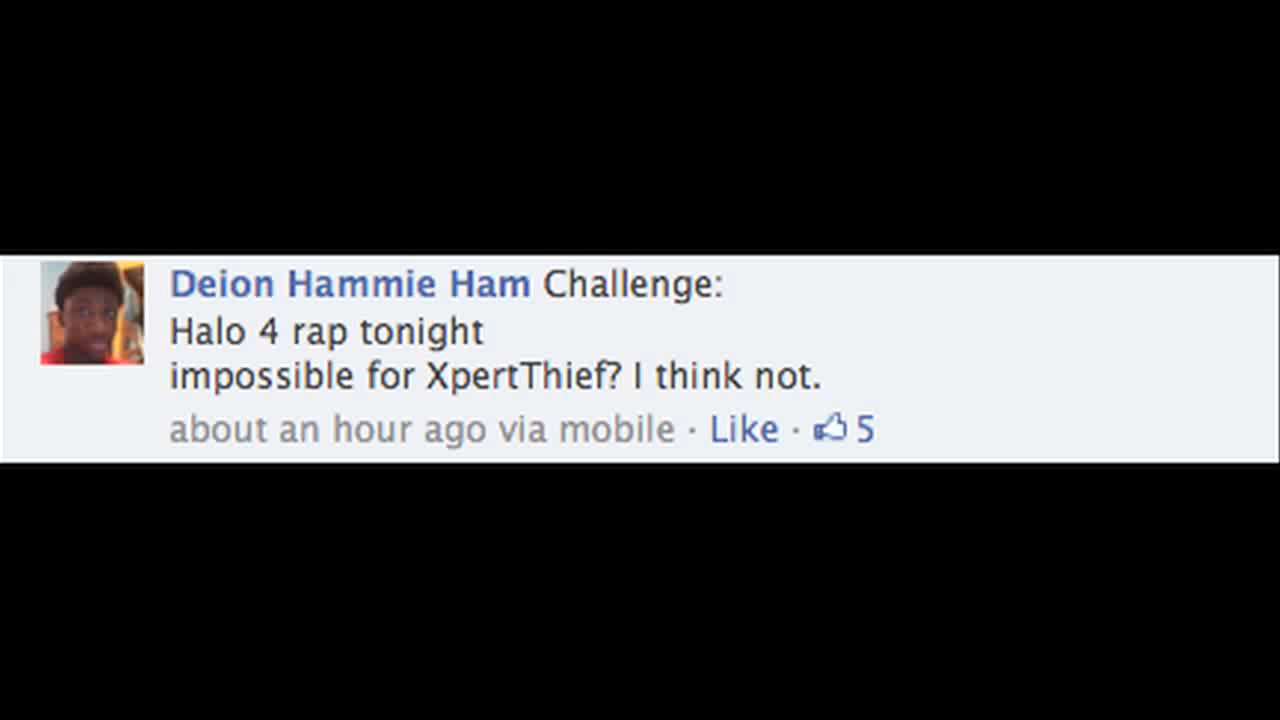 Deion Hammie Ham Challenge:
Halo 4 rap tonight
impossible for XpertThief? I think not.
about an hour ago via mobile · Like · 5